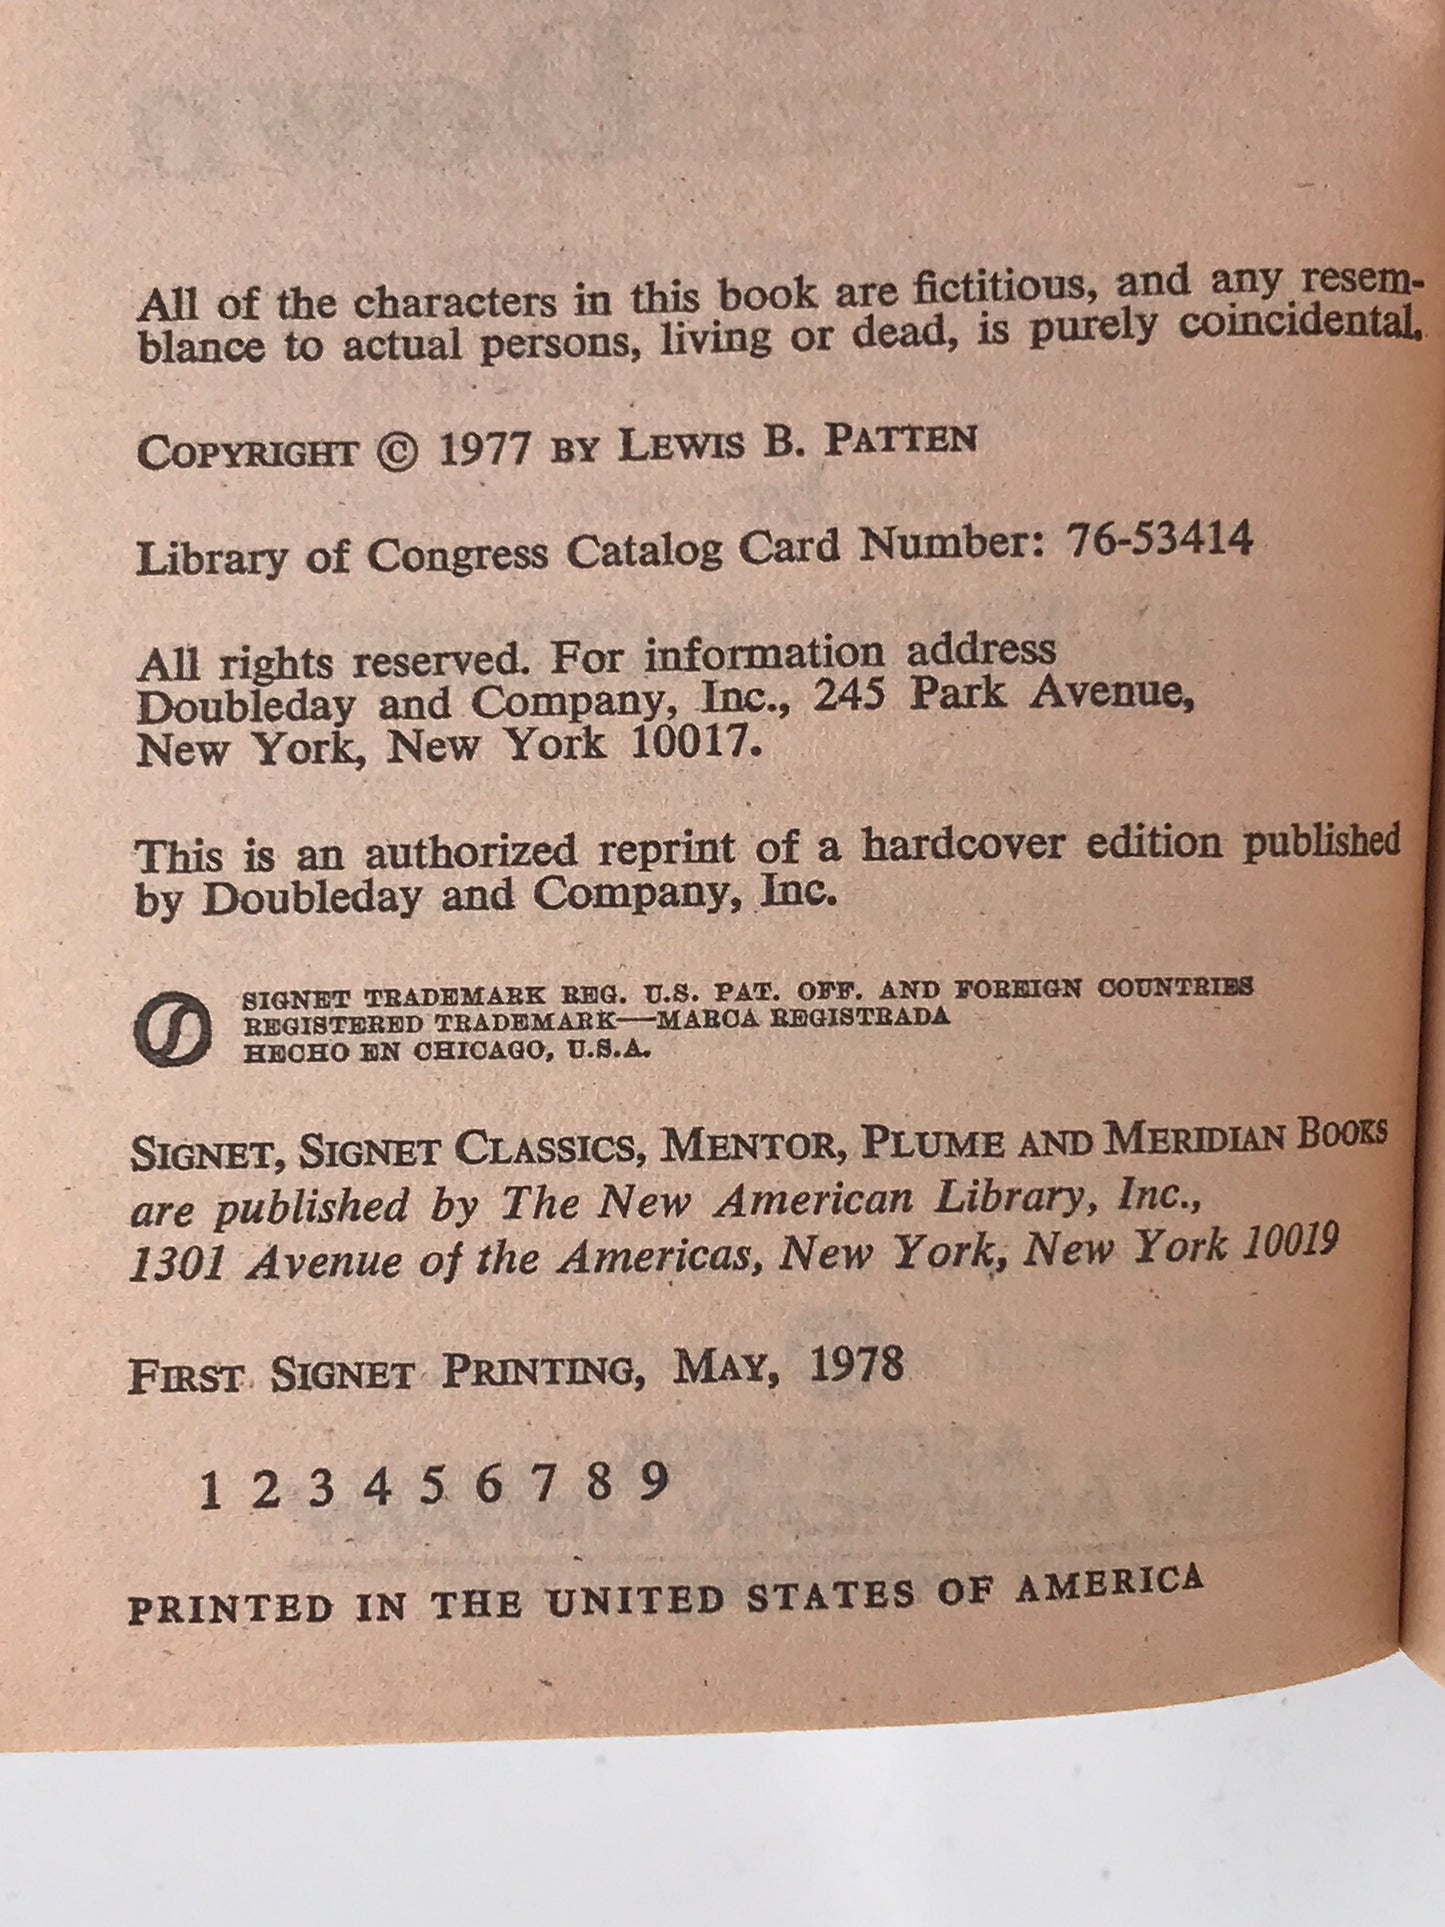 All of the characters in this book are fictitious, and any resem-
blance to actual persons, living or dead, is purely coincidental.
COPYRIGHT © 1977 BY LEWIS B. PATTEN
Library of Congress Catalog Card Number: 76-53414
All rights reserved. For information address
Doubleday and Company, Inc., 245 Park Avenue,
New York, New York 10017.
This is an authorized reprint of a hardcover edition published
by Doubleday and Company, Inc.
SIGNET TRADEMARK REG. U.S. PAT. OFF. AND FOREIGN COUNTRIES
REGISTERED TRADEMARK—MARCA REGISTRADA
HECHO EN CHICAGO, U.S.A.
SIGNET, SIGNET CLASSICS, MENTOR, PLUME AND MERIDIAN BOOKS
are published by The New American Library, Inc.,
1301 Avenue of the Americas, New York, New York 10019
FIRST SIGNET PRINTING, MAY, 1978
1 2 3 4 5 6 7 8 9
PRINTED IN THE UNITED STATES OF AMERICA